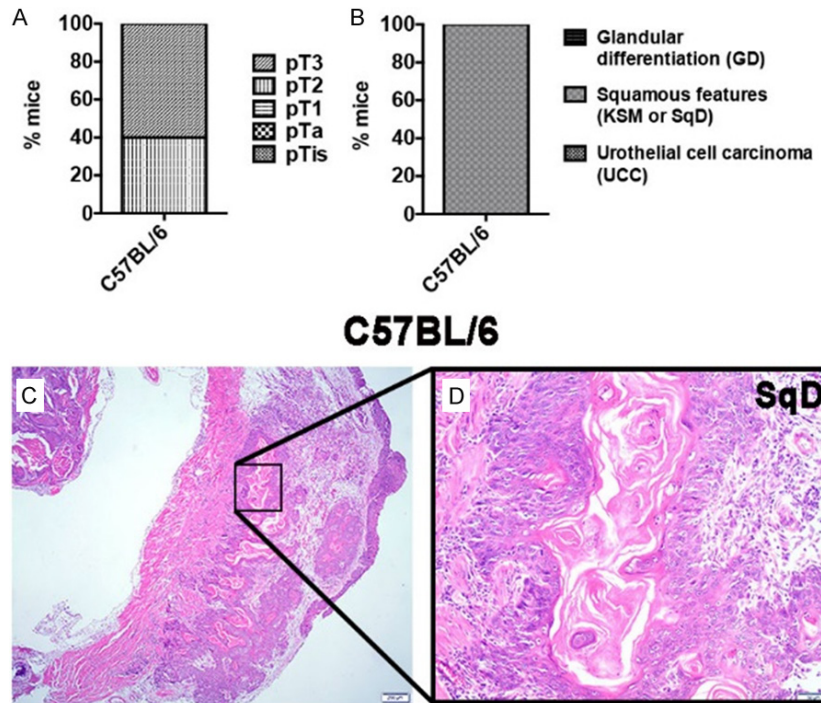 A
% mice
100
80
60
40
20
0
C57BL/6
pT3
pT2
pT1
pTa
pTis
B
% mice
100
80
60
40
20
0
C57BL/6
Glandular
differentiation (GD)
Squamous features
(KSM or SqD)
Urothelial cell carcinoma
(UCC)
C57BL/6
C
D
SqD